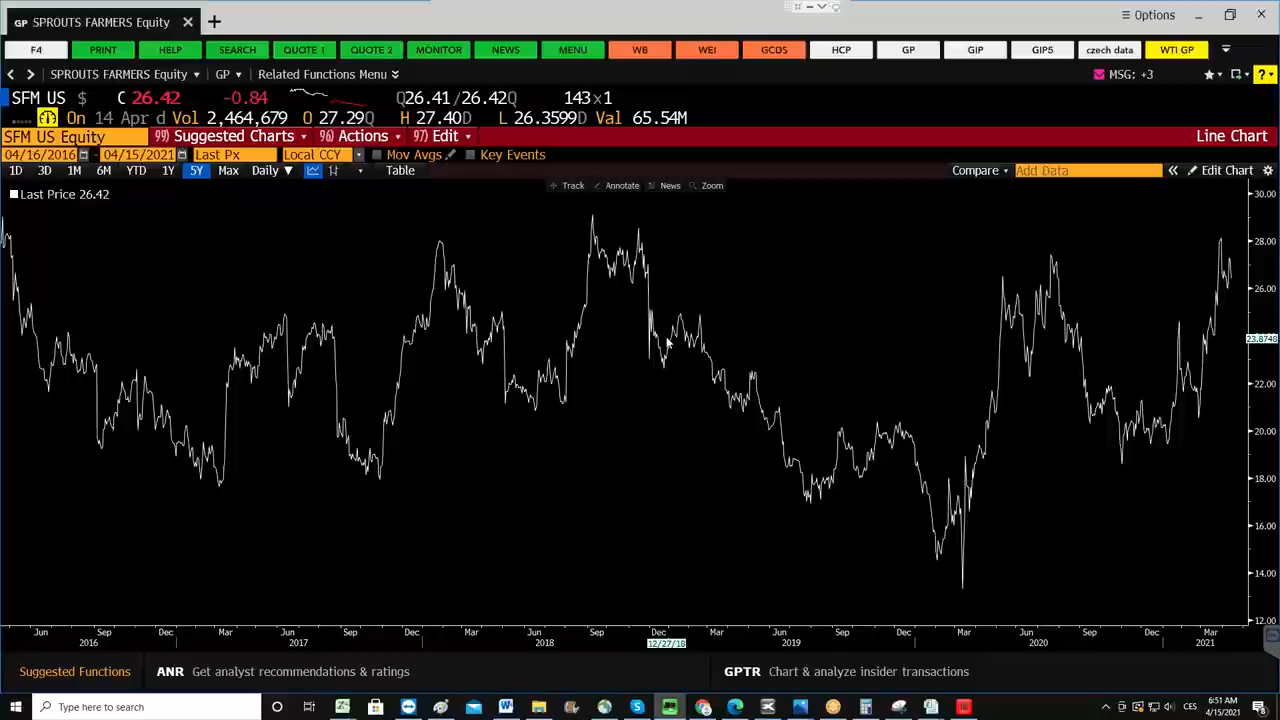 GP SPROUTS FARMERS Equity
Options
F4 PRINT HELP SEARCH QUOTE 1 QUOTE 2 MONITOR NEWS MENU WB WEI GCDS HCP GP GIP GIP5 czech data WTI GP
SPROUTS FARMERS Equity GP Related Functions Menu MSG: +3
SFM US $ C 26.42 -0.84 Q26.41/26.42Q 143x1
On 14 Apr d Vol 2,464,679 O 27.29Q H 27.40D L 26.3599D Val 65.54M
SFM US Equity 99) Suggested Charts 96) Actions 97) Edit Line Chart
04/16/2016 - 04/15/2021 Last Px Local CCY Mov Avgs Key Events
1D 3D 1M 6M YTD 1Y 5Y Max Daily Table Compare Add Data Edit Chart
Track Annotate News Zoom
Last Price 26.42
30.00
28.00
26.00
23.8748
22.00
20.00
18.00
16.00
14.00
12.00
Jun Sep Dec Mar Jun Sep Dec Mar Jun Sep Dec Mar Jun Sep Dec Mar Jun Sep Dec Mar
2016 2017 2018 12/27/18 2019 2020 2021
Suggested Functions ANR Get analyst recommendations & ratings GPTR Chart & analyze insider transactions
Type here to search CES 6:51 AM
4/15/2021